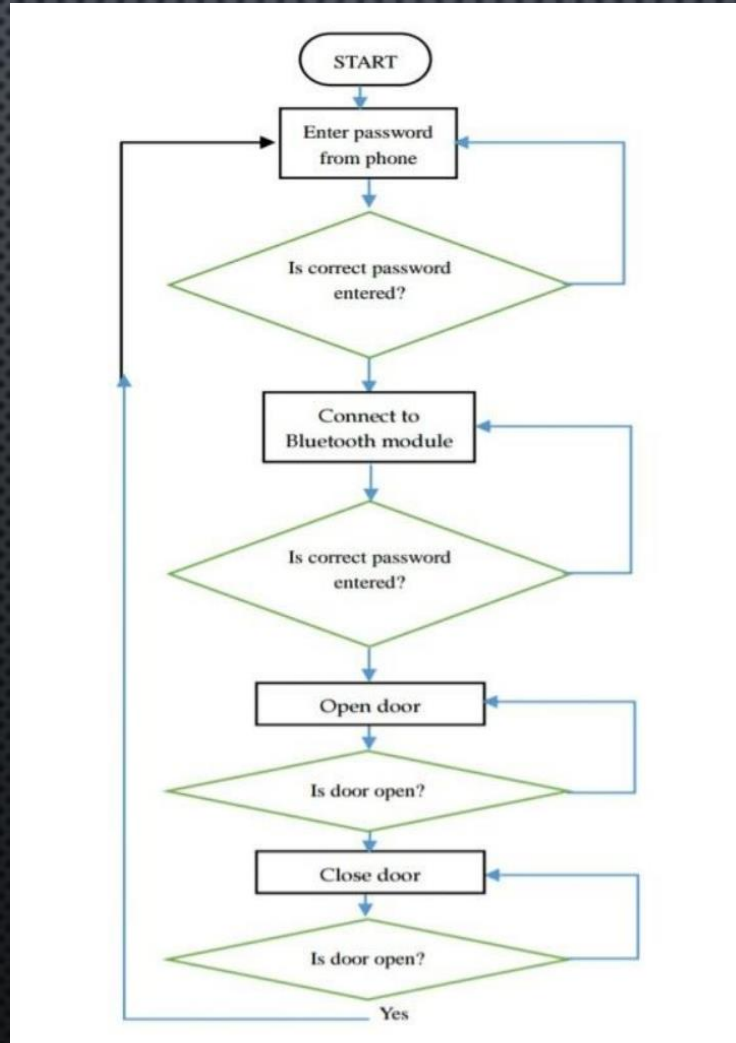 START
Enter password
from phone
Is correct password
entered?
Connect to
Bluetooth module
Is correct password
entered?
Open door
Is door open?
Close door
Is door open?
Yes